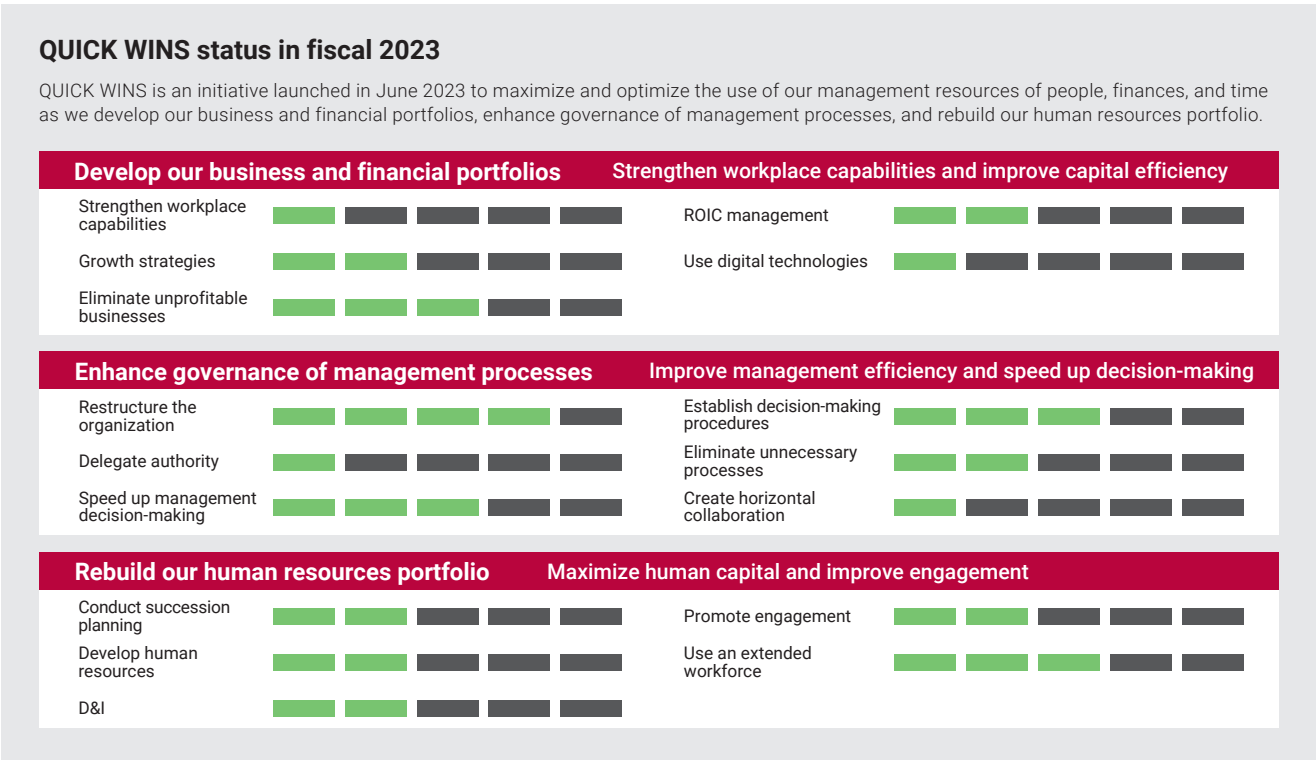 QUICK WINS status in fiscal 2023
QUICK WINS is an initiative launched in June 2023 to maximize and optimize the use of our management resources of people, finances, and time
as we develop our business and financial portfolios, enhance governance of management processes, and rebuild our human resources portfolio.
Develop our business and financial portfolios Strengthen workplace capabilities and improve capital efficiency
Strengthen workplace
capabilities
Growth strategies
Eliminate unprofitable
businesses
ROIC management
Use digital technologies
Enhance governance of management processes Improve management efficiency and speed up decision-making
Restructure the
organization
Delegate authority
Speed up management
decision-making
Establish decision-making
procedures
Eliminate unnecessary
processes
Create horizontal
collaboration
Rebuild our human resources portfolio Maximize human capital and improve engagement
Conduct succession
planning
Develop human
resources
D&I
Promote engagement
Use an extended
workforce